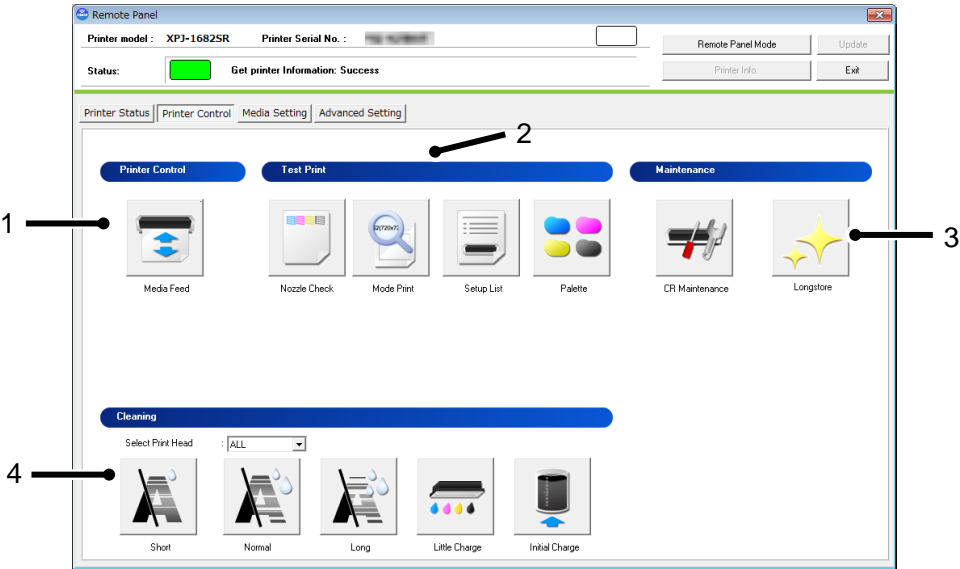 Remote Panel
Printer model : XPJ-1682SR Printer Serial No. :
Remote Panel Mode Update
Status: Get printer Information: Success
Printer Info. Exit
Printer Status Printer Control Media Setting Advanced Setting
2
Printer Control Test Print Maintenance
1
3
Media Feed Nozzle Check Mode Print Setup List Palette CR Maintenance Longstore
Cleaning
Select Print Head : ALL
4
Short Normal Long Little Charge Initial Charge